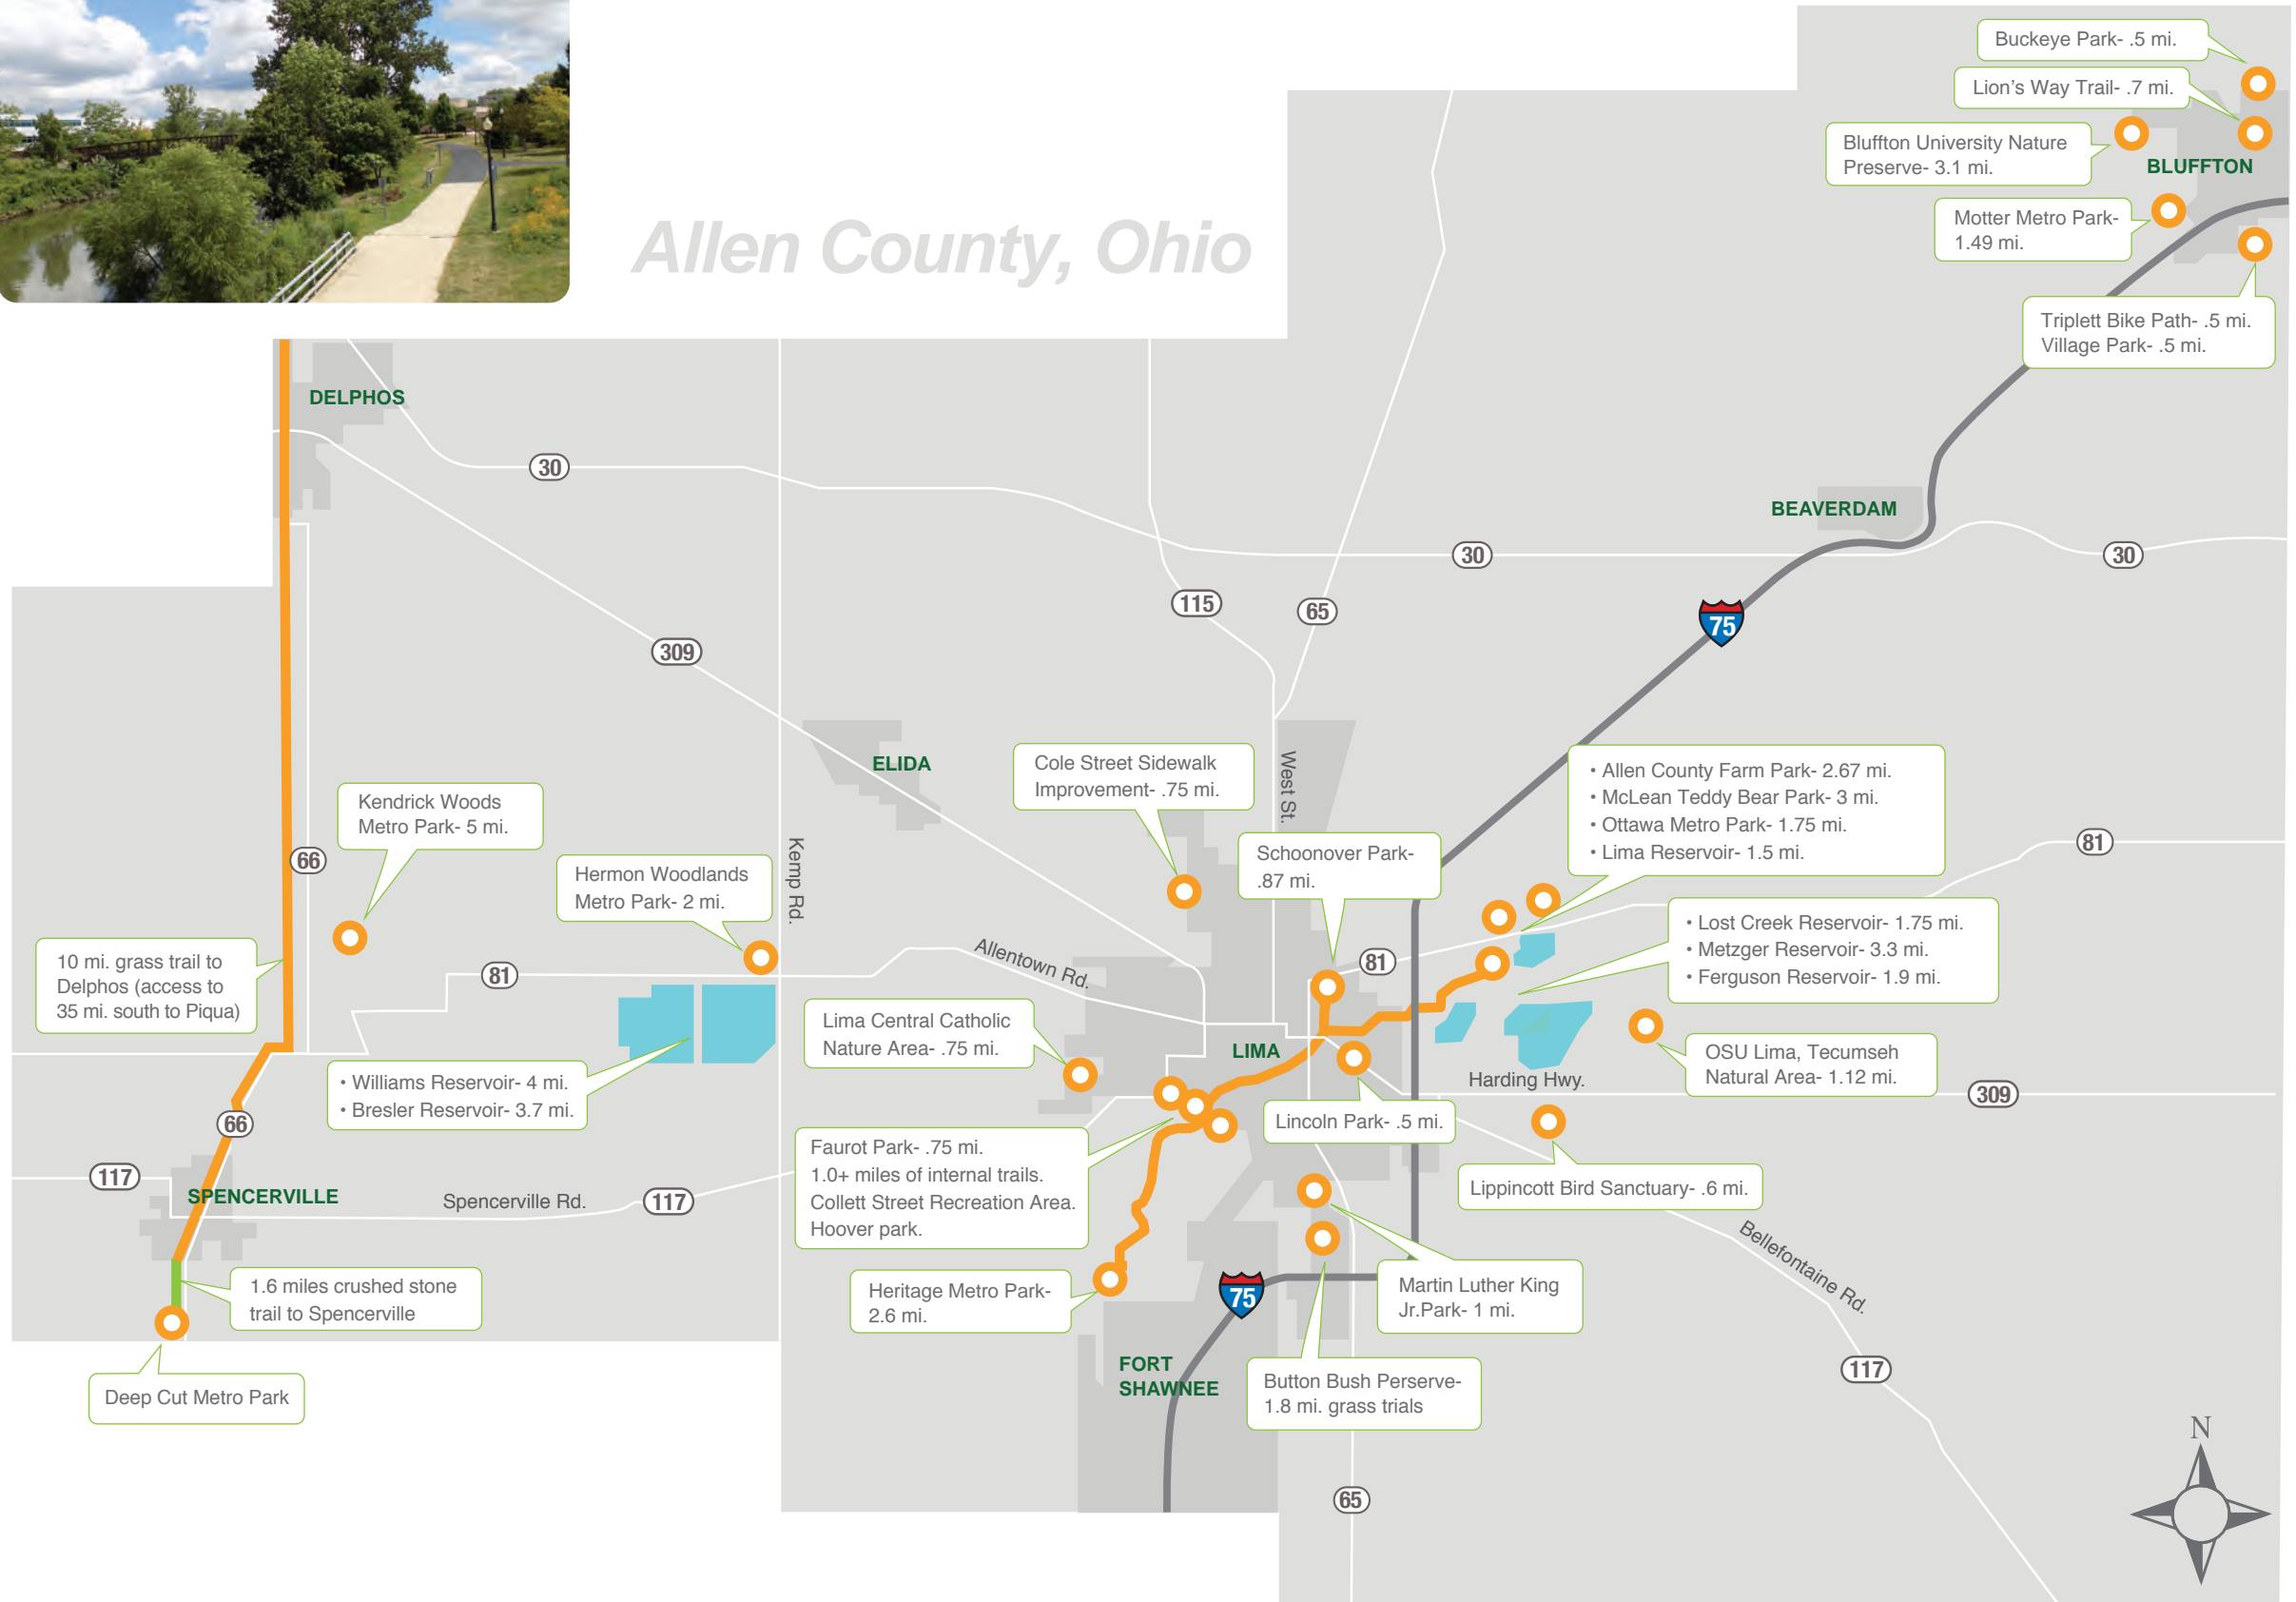 Allen County, Ohio
Buckeye Park- .5 mi.
Lion's Way Trail- .7 mi.
Bluffton University Nature
Preserve- 3.1 mi.
BLUFFTON
Motter Metro Park-
1.49 mi.
Triplett Bike Path- .5 mi.
Village Park- .5 mi.
DELPHOS
30
BEAVERDAM
30
30
115
65
75
309
ELIDA
Cole Street Sidewalk
Improvement- .75 mi.
West St.
• Allen County Farm Park- 2.67 mi.
• McLean Teddy Bear Park- 3 mi.
• Ottawa Metro Park- 1.75 mi.
• Lima Reservoir- 1.5 mi.
Kendrick Woods
Metro Park- 5 mi.
66
Hermon Woodlands
Metro Park- 2 mi.
Kemp Rd.
Schoonover Park-
.87 mi.
81
• Lost Creek Reservoir- 1.75 mi.
• Metzger Reservoir- 3.3 mi.
• Ferguson Reservoir- 1.9 mi.
10 mi. grass trail to
Delphos (access to
35 mi. south to Piqua)
81
Allentown Rd.
81
Lima Central Catholic
Nature Area- .75 mi.
LIMA
OSU Lima, Tecumseh
Natural Area- 1.12 mi.
• Williams Reservoir- 4 mi.
• Bresler Reservoir- 3.7 mi.
Harding Hwy.
309
66
Lincoln Park- .5 mi.
Faurot Park- .75 mi.
1.0+ miles of internal trails.
Collett Street Recreation Area.
Hoover park.
117
SPENCERVILLE
Spencerville Rd.
117
Lippincott Bird Sanctuary- .6 mi.
Bellefontaine Rd.
1.6 miles crushed stone
trail to Spencerville
Heritage Metro Park-
2.6 mi.
75
Martin Luther King
Jr.Park- 1 mi.
FORT
SHAWNEE
Button Bush Perserve-
1.8 mi. grass trials
117
Deep Cut Metro Park
65
N